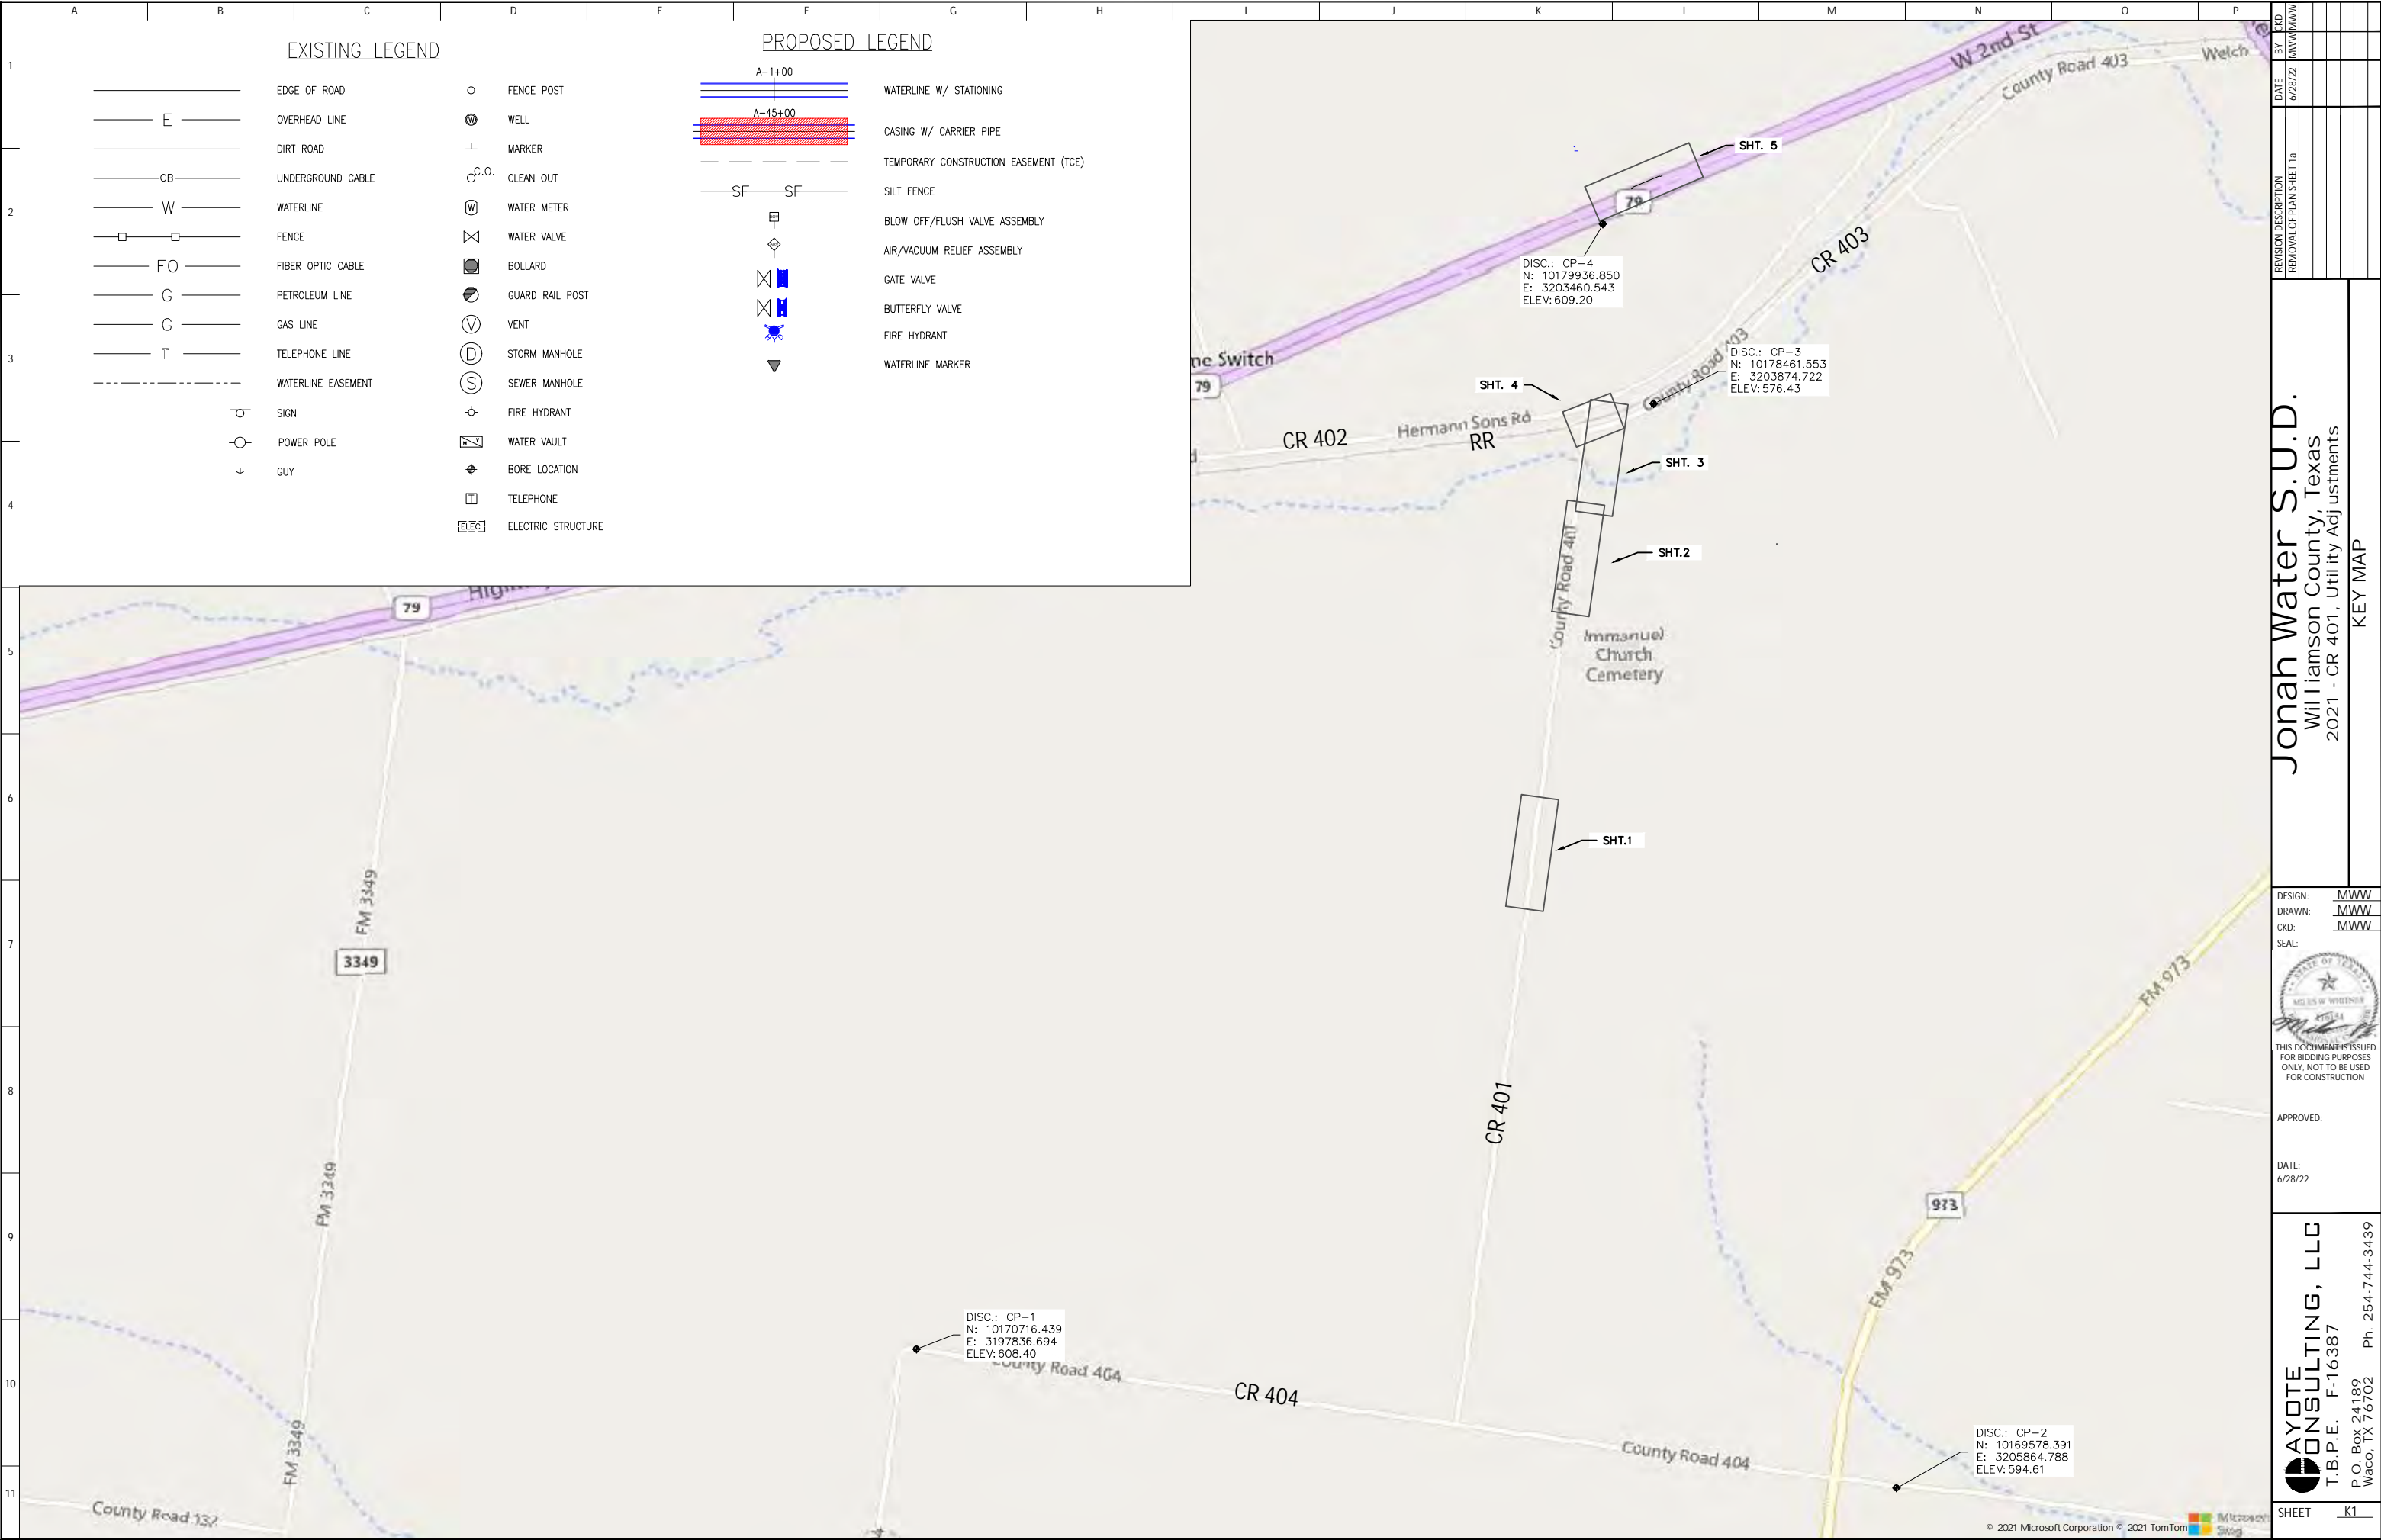 A B C D E F G H I J K L M N O P
1
2
3
4
5
6
7
8
9
10
11
EXISTING LEGEND
EDGE OF ROAD
E
OVERHEAD LINE
DIRT ROAD
CB
UNDERGROUND CABLE
W
WATERLINE
FENCE
FO
FIBER OPTIC CABLE
G
PETROLEUM LINE
G
GAS LINE
T
TELEPHONE LINE
WATERLINE EASEMENT
SIGN
POWER POLE
GUY
FENCE POST
W
WELL
MARKER
C.O.
CLEAN OUT
W
WATER METER
WATER VALVE
BOLLARD
GUARD RAIL POST
V
VENT
D
STORM MANHOLE
S
SEWER MANHOLE
FIRE HYDRANT
WATER VAULT
BORE LOCATION
T
TELEPHONE
ELEC
ELECTRIC STRUCTURE
PROPOSED LEGEND
A-1+00
WATERLINE W/ STATIONING
A-45+00
CASING W/ CARRIER PIPE
TEMPORARY CONSTRUCTION EASEMENT (TCE)
SF SF
SILT FENCE
BLOW OFF/FLUSH VALVE ASSEMBLY
AIR/VACUUM RELIEF ASSEMBLY
GATE VALVE
BUTTERFLY VALVE
FIRE HYDRANT
WATERLINE MARKER
W 2nd St
County Road 403
Welch
SHT. 5
79
DISC.: CP-4
N: 10179936.850
E: 3203460.543
ELEV: 609.20
CR 403
County Road 403
DISC.: CP-3
N: 10178461.553
E: 3203874.722
ELEV: 576.43
ne Switch
79
SHT. 4
Hermann Sons Rd
CR 402
RR
SHT. 3
County Road 401
SHT.2
Immanuel
Church
Cemetery
79
SHT.1
FM 3349
3349
FM 973
CR 401
FM 3349
973
FM 973
DISC.: CP-1
N: 10170716.439
E: 3197836.694
ELEV: 608.40
County Road 404
CR 404
FM 3349
County Road 404
DISC.: CP-2
N: 10169578.391
E: 3205864.788
ELEV: 594.61
County Road 132
© 2021 Microsoft Corporation © 2021 TomTom
Microsoft
Bing
REVISION DESCRIPTION DATE BY CKD
REMOVAL OF PLAN SHEET 1a 6/28/22 MWW MWW
Jonah Water S.U.D.
Williamson County, Texas
2021 - CR 401, Utility Adjustments
KEY MAP
DESIGN: MWW
DRAWN: MWW
CKD: MWW
SEAL:
STATE OF TEXAS
MILES W WHITNEY
THIS DOCUMENT IS ISSUED
FOR BIDDING PURPOSES
ONLY, NOT TO BE USED
FOR CONSTRUCTION
APPROVED:
DATE:
6/28/22
AYOTE
ONSULTING, LLC
T.B.P.E. F-16387
P.O. Box 24189
Waco, TX 76702 Ph. 254-744-3439
SHEET K1